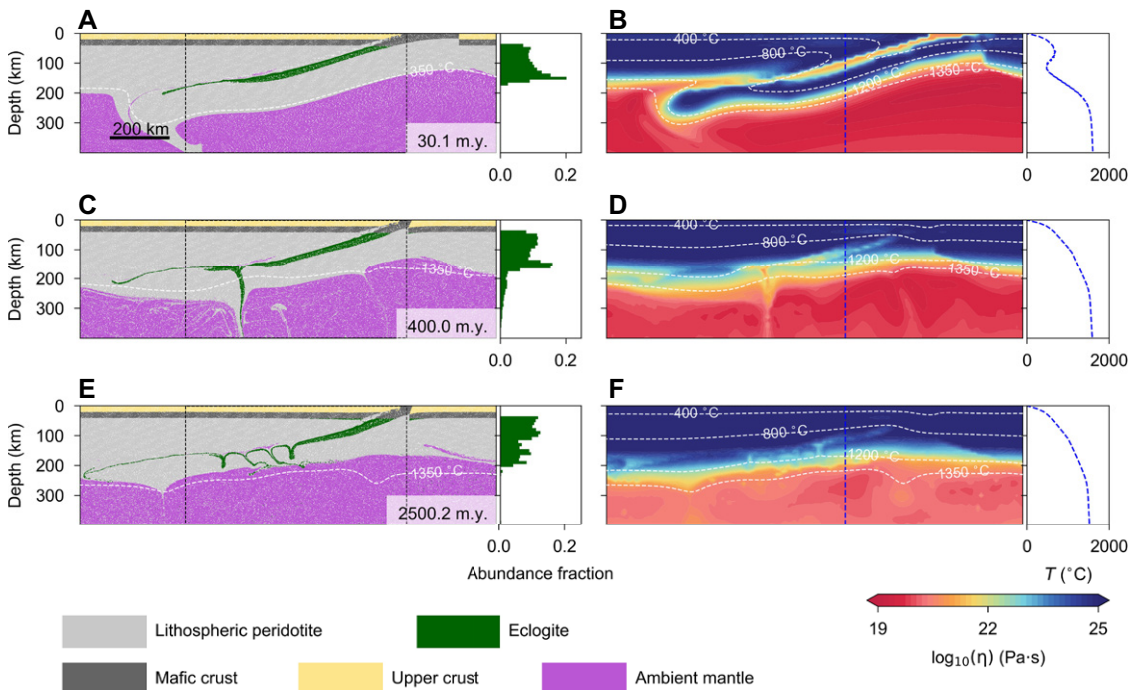 A
B
Depth (km)
0
100
200
300
200 km
1350 °C
30.1 m.y.
0.0
0.2
400 °C
800 °C
1200 °C
1350 °C
0
2000
C
D
Depth (km)
0
100
200
300
1350 °C
400.0 m.y.
0.0
0.2
400 °C
800 °C
1200 °C
1350 °C
0
2000
E
F
Depth (km)
0
100
200
300
1350 °C
2500.2 m.y.
0.0
0.2
400 °C
800 °C
1200 °C
1350 °C
0
2000
Abundance fraction
T (°C)
Lithospheric peridotite
Eclogite
Mafic crust
Upper crust
Ambient mantle
19
22
25
log10(η) (Pa·s)